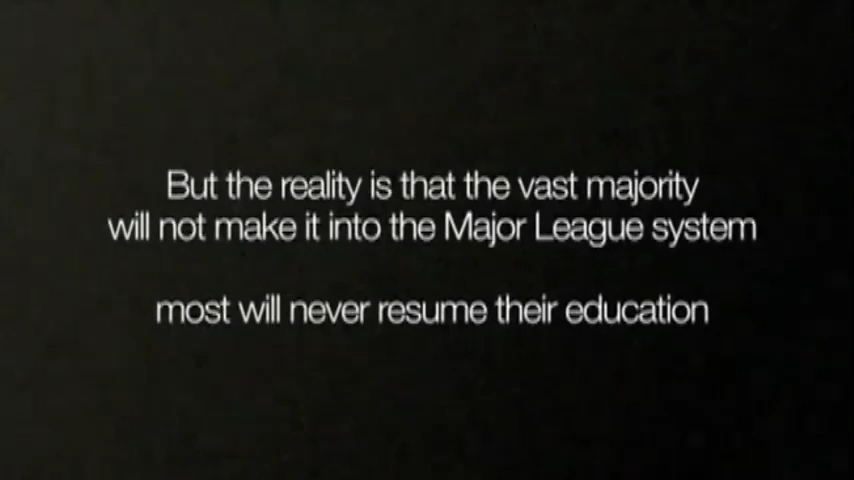 But the reality is that the vast majority
will not make it into the Major League system
most will never resume their education